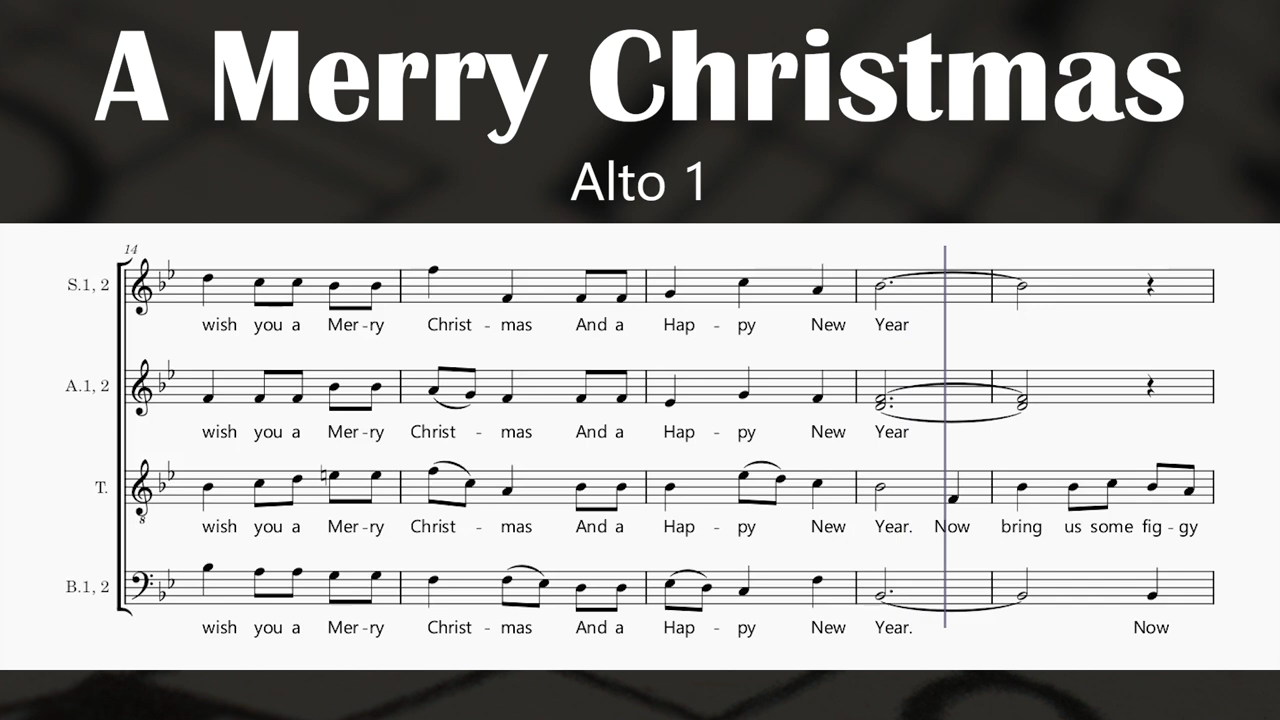 A Merry Christmas
Alto 1
14
S.1, 2
wish you a Mer-ry Christ - mas And a Hap - py New Year
A.1, 2
wish you a Mer-ry Christ - mas And a Hap - py New Year
T.
8
wish you a Mer-ry Christ - mas And a Hap - py New Year. Now bring us some fig-gy
B.1, 2
wish you a Mer-ry Christ - mas And a Hap - py New Year. Now